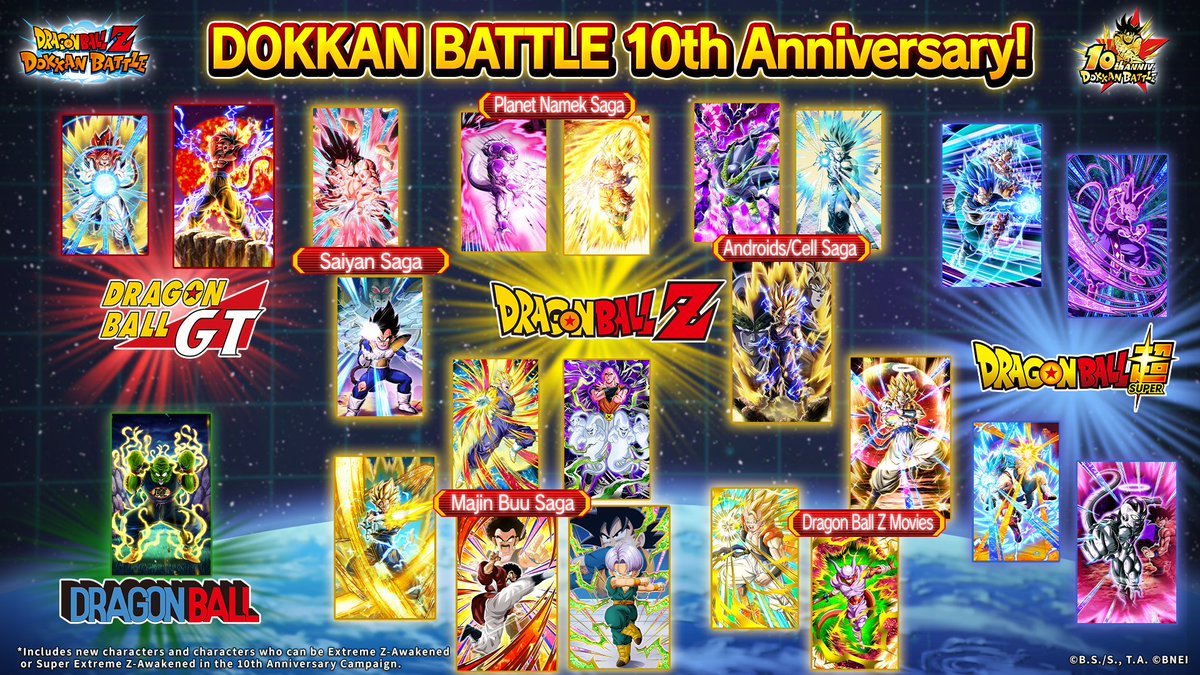 DRAGON BALL Z
DOKKAN BATTLE
DOKKAN BATTLE 10th Anniversary!
10th ANNIV.
DOKKAN BATTLE
Planet Namek Saga
Androids/Cell Saga
Saiyan Saga
DRAGON
BALL GT
DRAGON BALL Z
DRAGON BALL 超
SUPER
Majin Buu Saga
Dragon Ball Z Movies
DRAGON BALL
*Includes new characters and characters who can be Extreme Z-Awakened
or Super Extreme Z-Awakened in the 10th Anniversary Campaign.
©B.S./S., T.A. ©BNEI